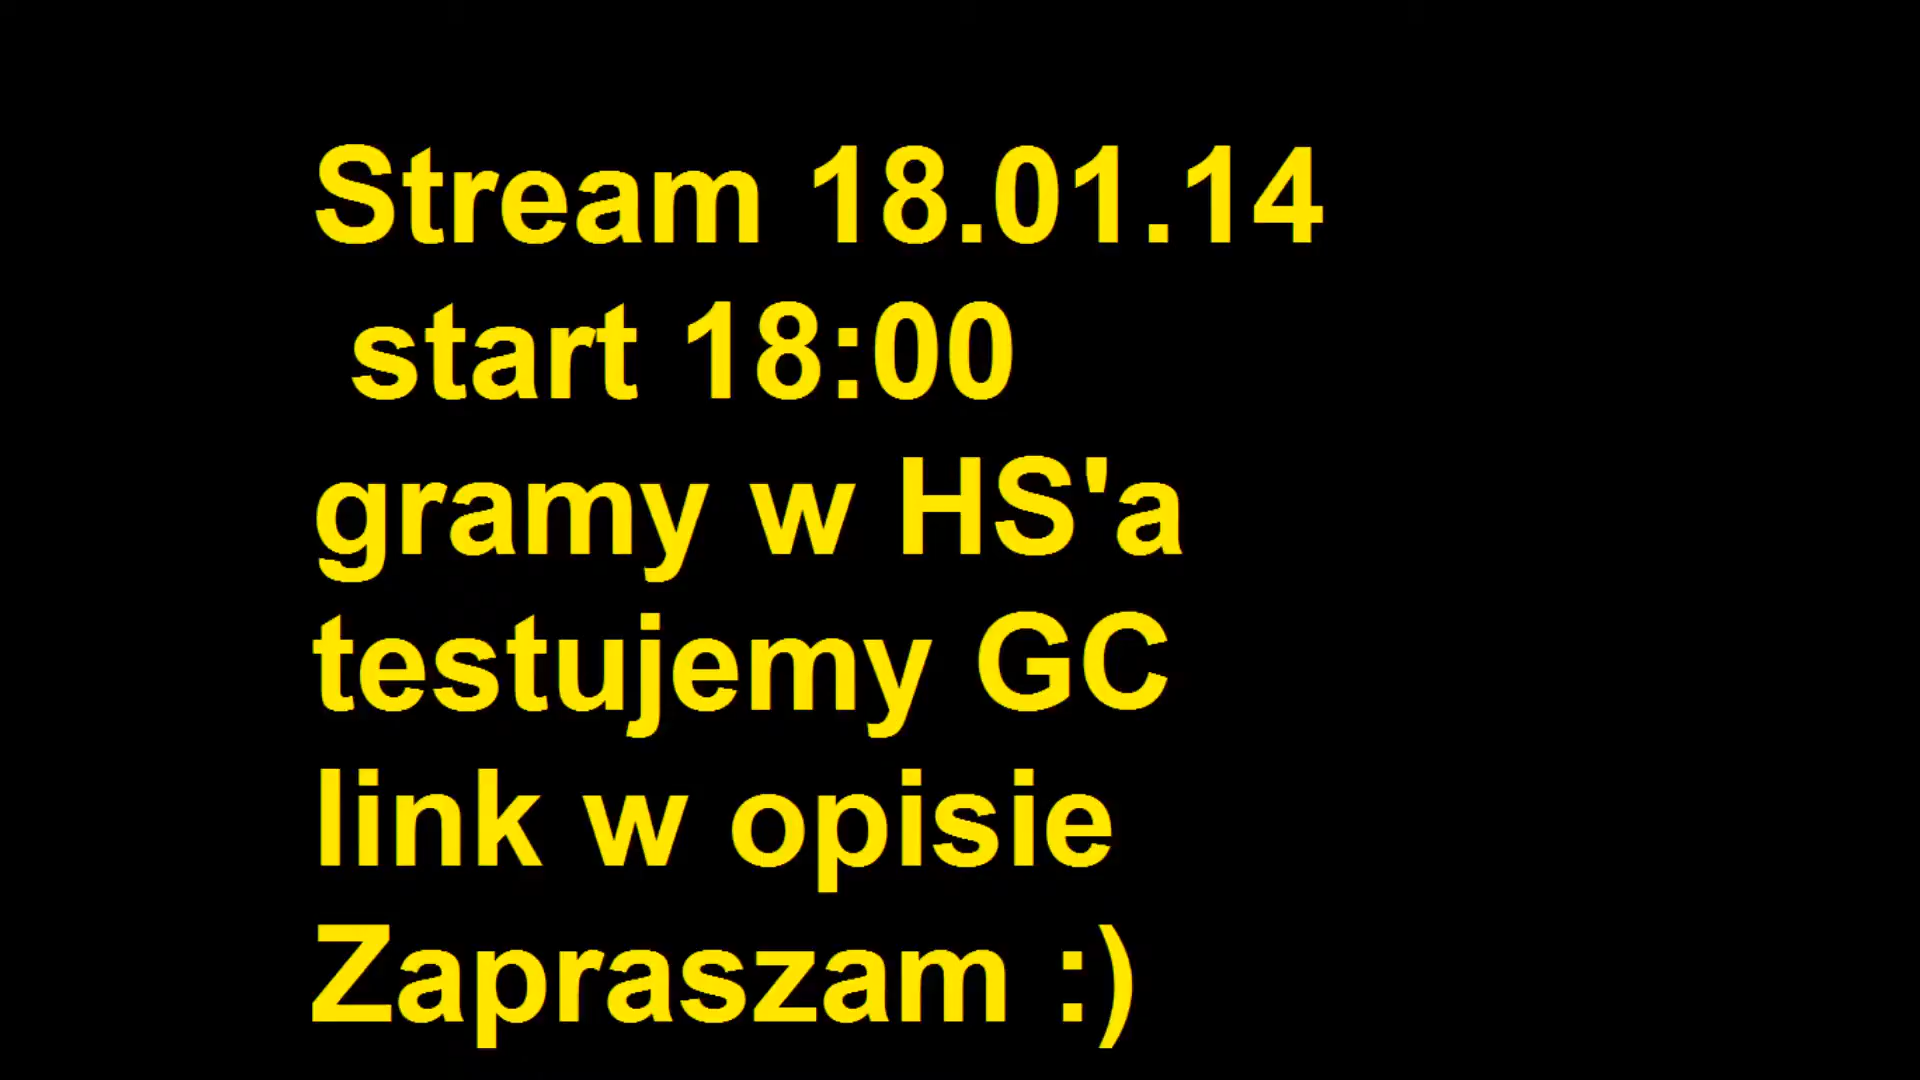 Stream 18.01.14
start 18:00
gramy w HS'a
testujemy GC
link w opisie
Zapraszam :)